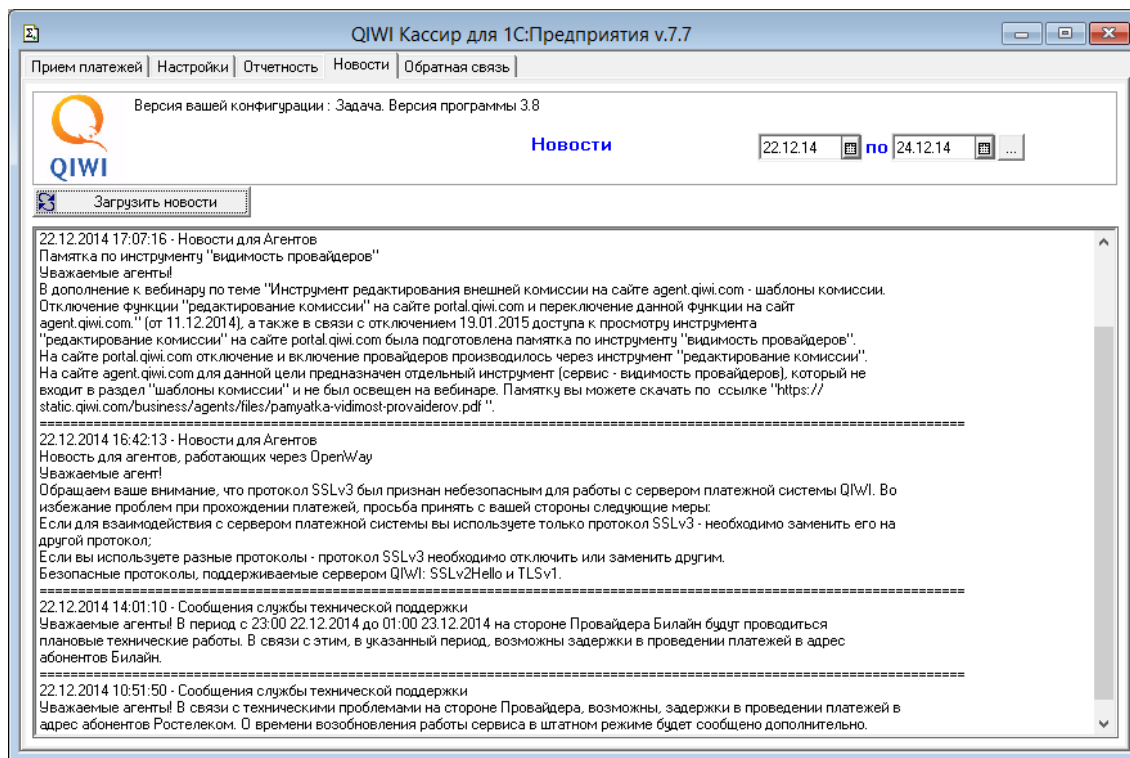 QIWI Кассир для 1С:Предприятия v.7.7
Прием платежей Настройки Отчетность Новости Обратная связь
Версия вашей конфигурации : Задача. Версия программы 3.8
QIWI
Новости
22.12.14 по 24.12.14 ...
Загрузить новости
22.12.2014 17:07:16 - Новости для Агентов
Памятка по инструменту "видимость провайдеров"
Уважаемые агенты!
В дополнение к вебинару по теме "Инструмент редактирования внешней комиссии на сайте agent.qiwi.com - шаблоны комиссии.
Отключение функции "редактирование комиссии" на сайте portal.qiwi.com и переключение данной функции на сайт
agent.qiwi.com." (от 11.12.2014), а также в связи с отключением 19.01.2015 доступа к просмотру инструмента
"редактирование комиссии" на сайте portal.qiwi.com была подготовлена памятка по инструменту "видимость провайдеров".
На сайте portal.qiwi.com отключение и включение провайдеров производилось через инструмент "редактирование комиссии".
На сайте agent.qiwi.com для данной цели предназначен отдельный инструмент (сервис - видимость провайдеров), который не
входит в раздел "шаблоны комиссии" и не был освещен на вебинаре. Памятку вы можете скачать по ссылке "https://
static.qiwi.com/business/agents/files/pamyatka-vidimost-provaiderov.pdf ".
22.12.2014 16:42:13 - Новости для Агентов
Новость для агентов, работающих через OpenWay
Уважаемые агент!
Обращаем ваше внимание, что протокол SSLv3 был признан небезопасным для работы с сервером платежной системы QIWI. Во
избежание проблем при прохождении платежей, просьба принять с вашей стороны следующие меры:
Если для взаимодействия с сервером платежной системы вы используете только протокол SSLv3 - необходимо заменить его на
другой протокол;
Если вы используете разные протоколы - протокол SSLv3 необходимо отключить или заменить другим.
Безопасные протоколы, поддерживаемые сервером QIWI: SSLv2Hello и TLSv1.
22.12.2014 14:01:10 - Сообщения службы технической поддержки
Уважаемые агенты! В период с 23:00 22.12.2014 до 01:00 23.12.2014 на стороне Провайдера Билайн будут проводиться
плановые технические работы. В связи с этим, в указанный период, возможны задержки в проведении платежей в адрес
абонентов Билайн.
22.12.2014 10:51:50 - Сообщения службы технической поддержки
Уважаемые агенты! В связи с техническими проблемами на стороне Провайдера, возможны, задержки в проведении платежей в
адрес абонентов Ростелеком. О времени возобновления работы сервиса в штатном режиме будет сообщено дополнительно.